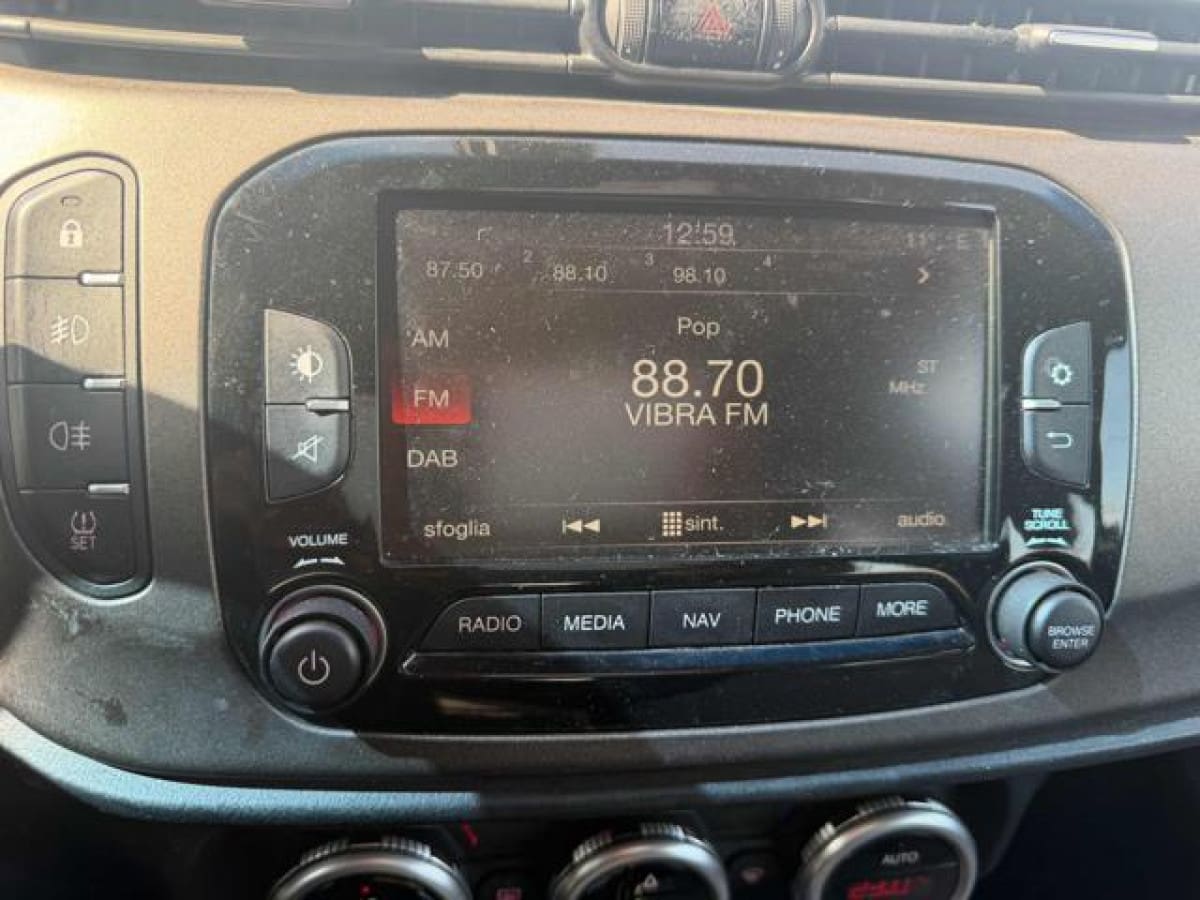 12:59
11° E
87.50 2 88.10 3 98.10 4
AM
Pop
88.70
ST
MHz
FM
VIBRA FM
DAB
sfoglia sint. audio
SET
VOLUME
TUNE
SCROLL
RADIO MEDIA NAV PHONE MORE
BROWSE
ENTER
AUTO